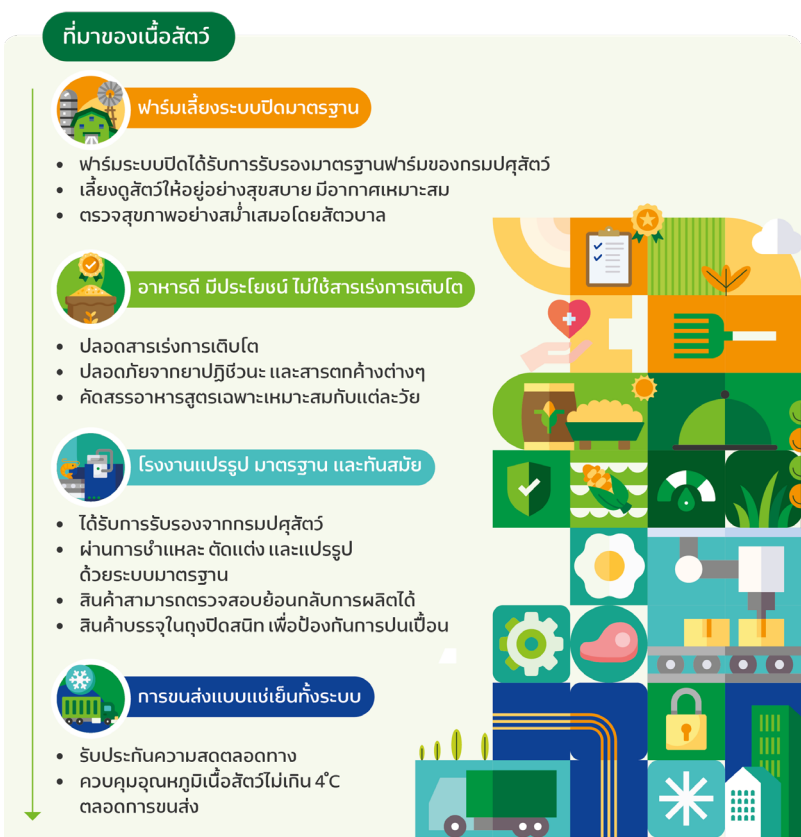 ที่มาของเนื้อสัตว์
ฟาร์มเลี้ยงระบบปิดมาตรฐาน
• ฟาร์มระบบปิดได้รับการรับรองมาตรฐานฟาร์มของกรมปศุสัตว์
• เลี้ยงดูสัตว์ให้อยู่อย่างสุขสบาย มีอากาศเหมาะสม
• ตรวจสุขภาพอย่างสม่ำเสมอโดยสัตวบาล
อาหารดี มีประโยชน์ ไม่ใช้สารเร่งการเติบโต
• ปลอดสารเร่งการเติบโต
• ปลอดภัยจากยาปฏิชีวนะ และสารตกค้างต่างๆ
• คัดสรรอาหารสูตรเฉพาะเหมาะสมกับแต่ละวัย
โรงงานแปรรูป มาตรฐาน และทันสมัย
• ได้รับการรับรองจากกรมปศุสัตว์
• ผ่านการชำแหละ ตัดแต่ง และแปรรูป
ด้วยระบบมาตรฐาน
• สินค้าสามารถตรวจสอบย้อนกลับการผลิตได้
• สินค้าบรรจุในถุงปิดสนิท เพื่อป้องกันการปนเปื้อน
การขนส่งแบบแช่เย็นทั้งระบบ
• รับประกันความสดตลอดทาง
• ควบคุมอุณหภูมิเนื้อสัตว์ไม่เกิน 4°C
ตลอดการขนส่ง